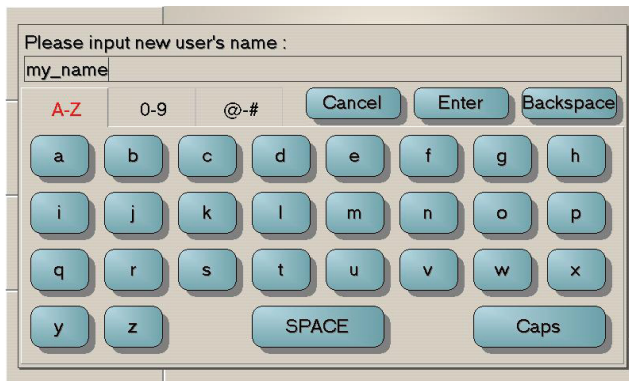 Please input new user's name :
my_name
A-Z 0-9 @-# Cancel Enter Backspace
a b c d e f g h
i j k l m n o p
q r s t u v w x
y z SPACE Caps